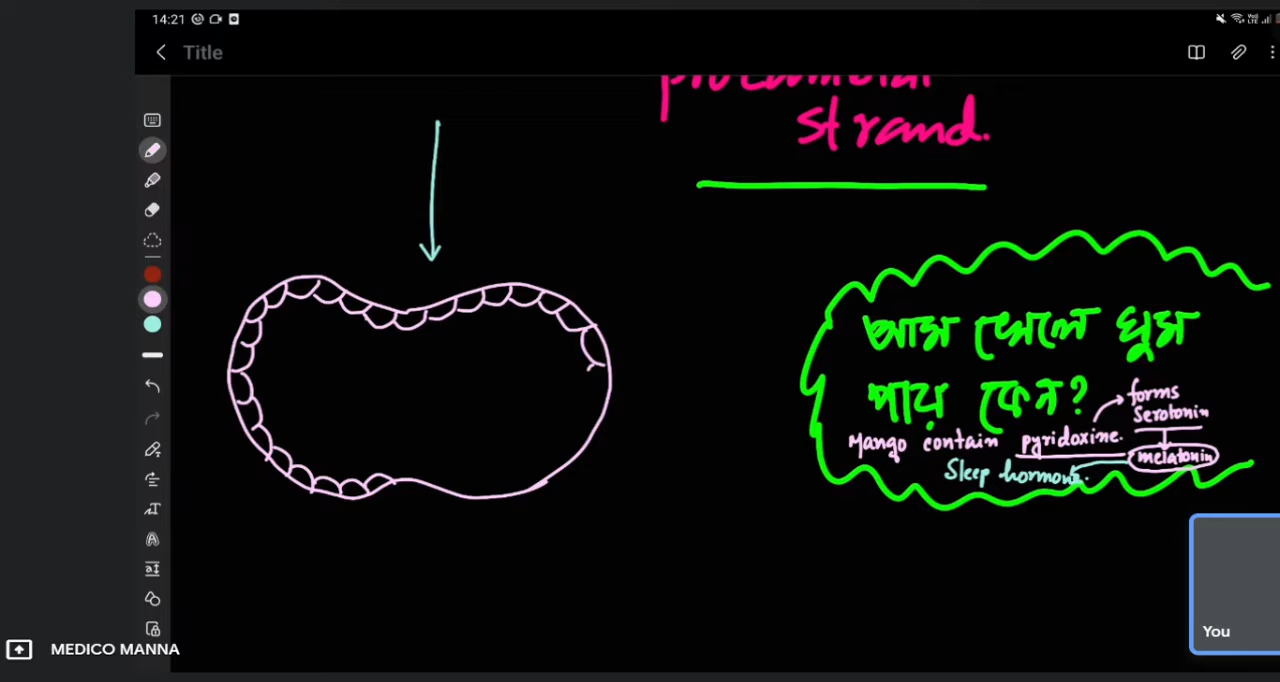 14:21
Title
strand.
আম খেলে ঘুম
পায় কেন?
forms
Serotonin
Mango contain pyridoxine.
melatonin
Sleep hormone.
You
MEDICO MANNA